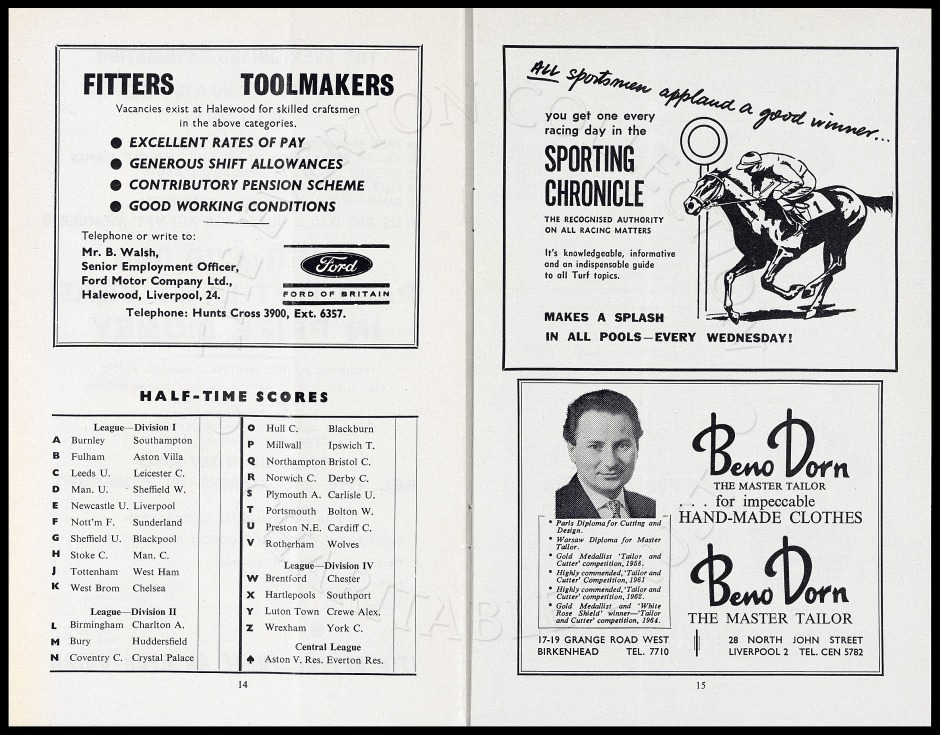 FITTERS TOOLMAKERS
Vacancies exist at Halewood for skilled craftsmen
in the above categories.
● EXCELLENT RATES OF PAY
● GENEROUS SHIFT ALLOWANCES
● CONTRIBUTORY PENSION SCHEME
● GOOD WORKING CONDITIONS
Telephone or write to:
Mr. B. Walsh,
Senior Employment Officer,
Ford Motor Company Ltd.,
Halewood, Liverpool, 24.
Ford
FORD OF BRITAIN
Telephone: Hunts Cross 3900, Ext. 6357.
HALF-TIME SCORES
League—Division I
A Burnley Southampton
B Fulham Aston Villa
C Leeds U. Leicester C.
D Man. U. Sheffield W.
E Newcastle U. Liverpool
F Nott'm F. Sunderland
G Sheffield U. Blackpool
H Stoke C. Man. C.
J Tottenham West Ham
K West Brom Chelsea
League—Division II
L Birmingham Charlton A.
M Bury Huddersfield
N Coventry C. Crystal Palace
O Hull C. Blackburn
P Millwall Ipswich T.
Q Northampton Bristol C.
R Norwich C. Derby C.
S Plymouth A. Carlisle U.
T Portsmouth Bolton W.
U Preston N.E. Cardiff C.
V Rotherham Wolves
League—Division IV
W Brentford Chester
X Hartlepools Southport
Y Luton Town Crewe Alex.
Z Wrexham York C.
Central League
♠ Aston V. Res. Everton Res.
14
ALL sportsmen applaud a good winner...
you get one every
racing day in the
SPORTING
CHRONICLE
THE RECOGNISED AUTHORITY
ON ALL RACING MATTERS
It's knowledgeable, informative
and an indispensable guide
to all Turf topics.
1
MAKES A SPLASH
IN ALL POOLS—EVERY WEDNESDAY!
Beno Dorn
THE MASTER TAILOR
. . . for impeccable
HAND-MADE CLOTHES
Beno Dorn
THE MASTER TAILOR
• Paris Diploma for Cutting and
Design.
• Warsaw Diploma for Master
Tailor.
• Gold Medallist 'Tailor and
Cutter' competition, 1958.
• Highly commended, 'Tailor and
Cutter' Competition, 1961
• Highly commended, 'Tailor and
Cutter' competition, 1962.
• Gold Medallist and 'White
Rose Shield' winner—'Tailor
and Cutter' competition, 1964.
17-19 GRANGE ROAD WEST
BIRKENHEAD TEL. 7710
28 NORTH JOHN STREET
LIVERPOOL 2 TEL. CEN 5782
15